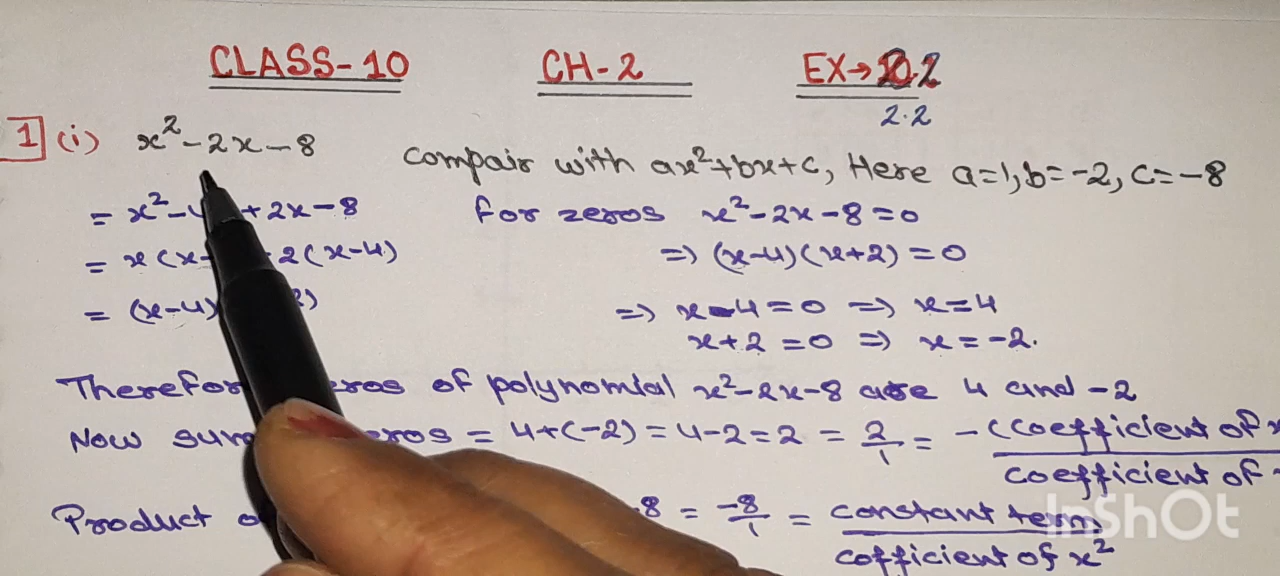 CLASS-10 CH-2 EX→2.2
2.2
1 (i) x²-2x-8 compair with ax²+bx+c, Here a=1, b=-2, c=-8
= x²-4 +2x-8 for zeros x²-2x-8=0
= x(x- 2(x-4) => (x-4)(x+2)=0
= (x-4) 2) => x-4=0 => x=4
x+2=0 => x=-2.
zeros of polynomial x²-2x-8 are 4 and -2
Now = 4+(-2)=4-2=2 = 2/1 = -(coefficient of x
coefficient of
Product -8 = -8/1 = constant term
cofficient of x²
InShOt